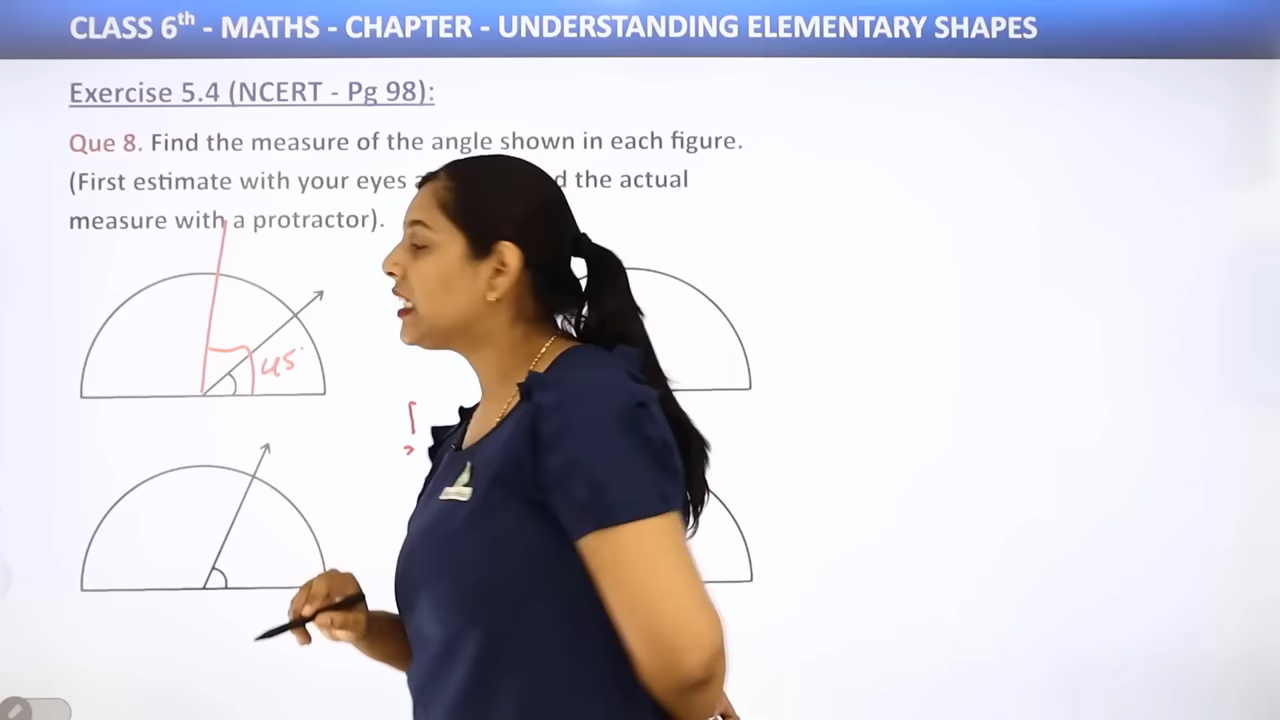 CLASS 6th - MATHS - CHAPTER - UNDERSTANDING ELEMENTARY SHAPES
Exercise 5.4 (NCERT - Pg 98):
Que 8. Find the measure of the angle shown in each figure.
(First estimate with your eyes the actual
measure with a protractor).
45°